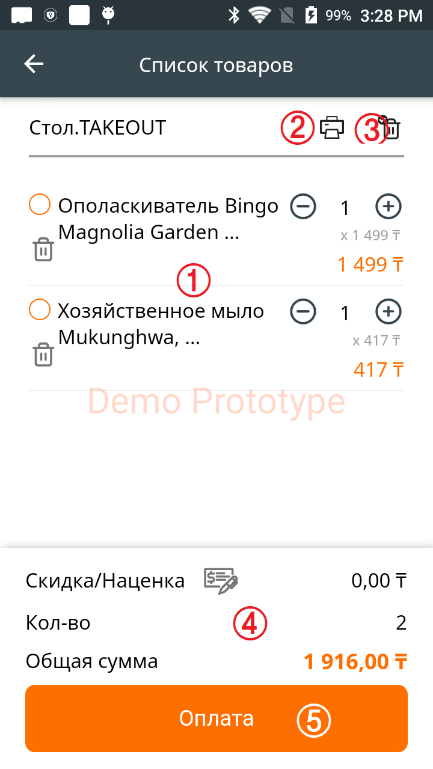 99% 3:28 PM
Список товаров
Стол.TAKEOUT ② ③
Ополаскиватель Bingo 1
Magnolia Garden ... x 1 499 ₸
1 499 ₸
①
Хозяйственное мыло 1
Mukunghwa, ... x 417 ₸
417 ₸
Demo Prototype
Скидка/Наценка 0,00 ₸
Кол-во ④ 2
Общая сумма 1 916,00 ₸
Оплата ⑤